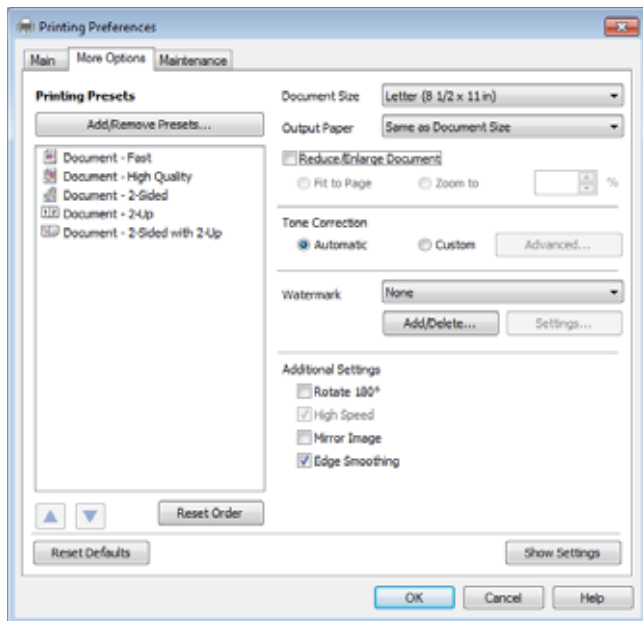 Printing Preferences
Main
More Options
Maintenance
Printing Presets
Add/Remove Presets...
Document - Fast
Document - High Quality
Document - 2-Sided
Document - 2-Up
Document - 2-Sided with 2-Up
Reset Order
Document Size
Letter (8 1/2 x 11 in)
Output Paper
Same as Document Size
Reduce/Enlarge Document
Fit to Page
Zoom to
%
Tone Correction
Automatic
Custom
Advanced...
Watermark
None
Add/Delete...
Settings...
Additional Settings
Rotate 180°
High Speed
Mirror Image
Edge Smoothing
Reset Defaults
Show Settings
OK
Cancel
Help